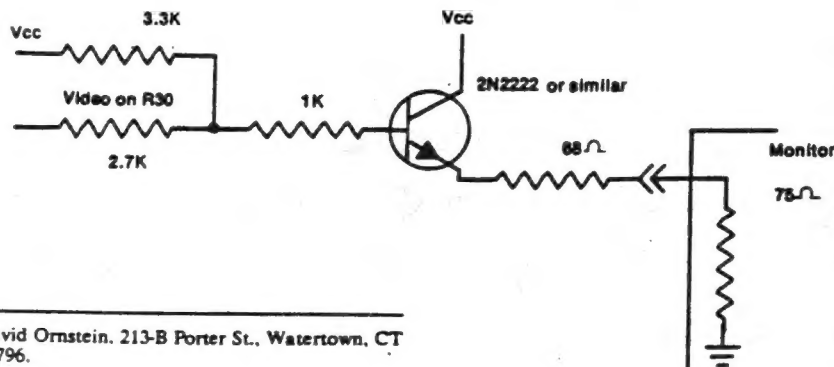 3.3K
Vcc
Vcc
2N2222 or similar
Video on R30
1K
2.7K
68Ω
Monitor
75Ω
vid Ornstein, 213-B Porter St., Watertown, CT
796.